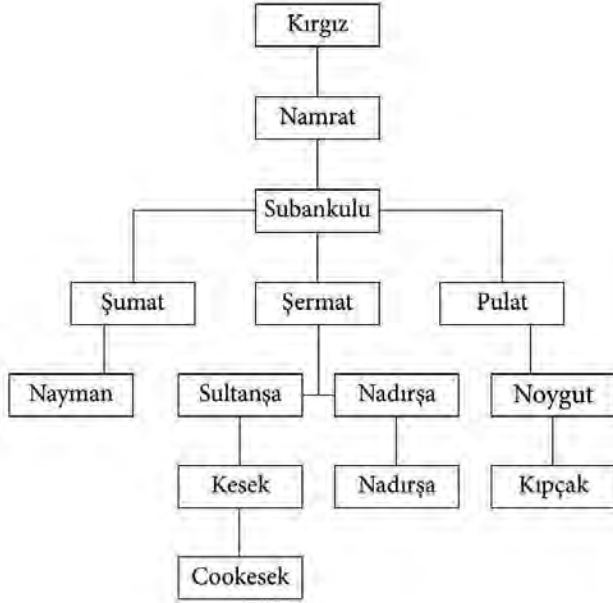 Kırgız
Namrat
Subankulu
Şumat
Şermat
Pulat
Nayman
Sultanşa
Nadırşa
Noygut
Kesek
Nadırşa
Kıpçak
Cookesek